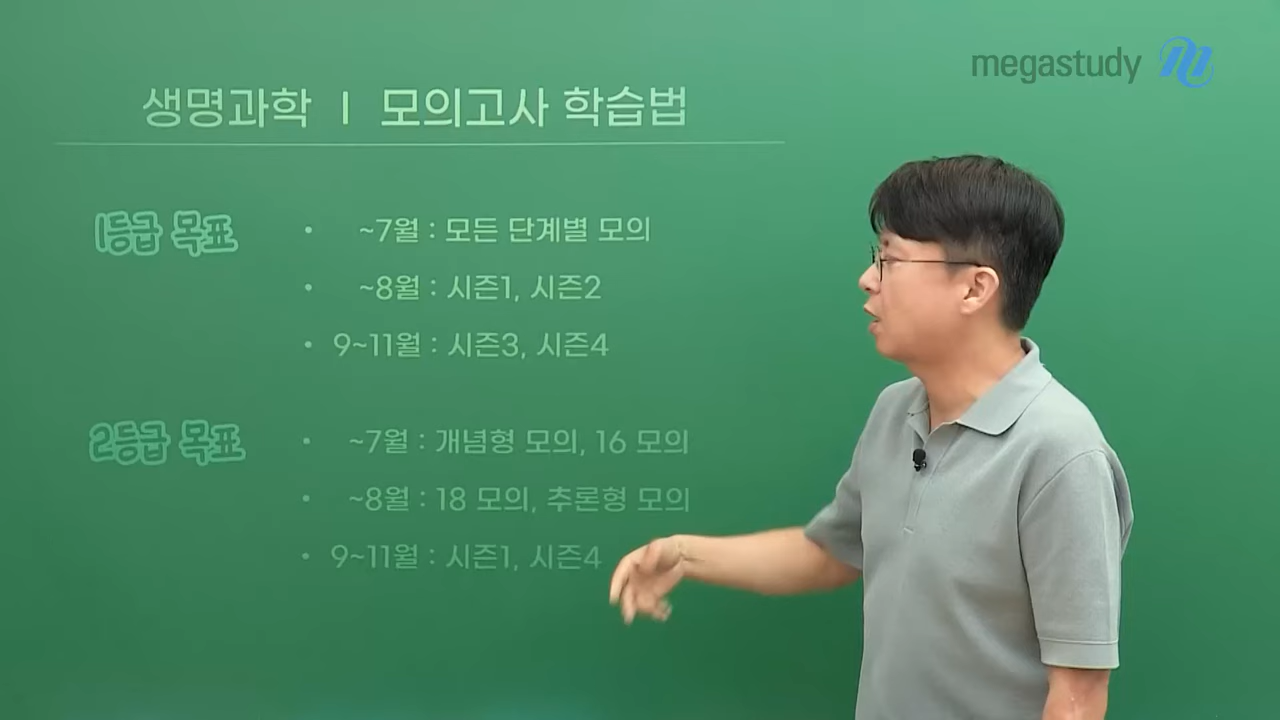 megastudy
생명과학 I 모의고사 학습법
1등급 목표
• ~7월 : 모든 단계별 모의
• ~8월 : 시즌1, 시즌2
• 9~11월 : 시즌3, 시즌4
2등급 목표
• ~7월 : 개념형 모의, 16 모의
• ~8월 : 18 모의, 추론형 모의
• 9~11월 : 시즌1, 시즌4